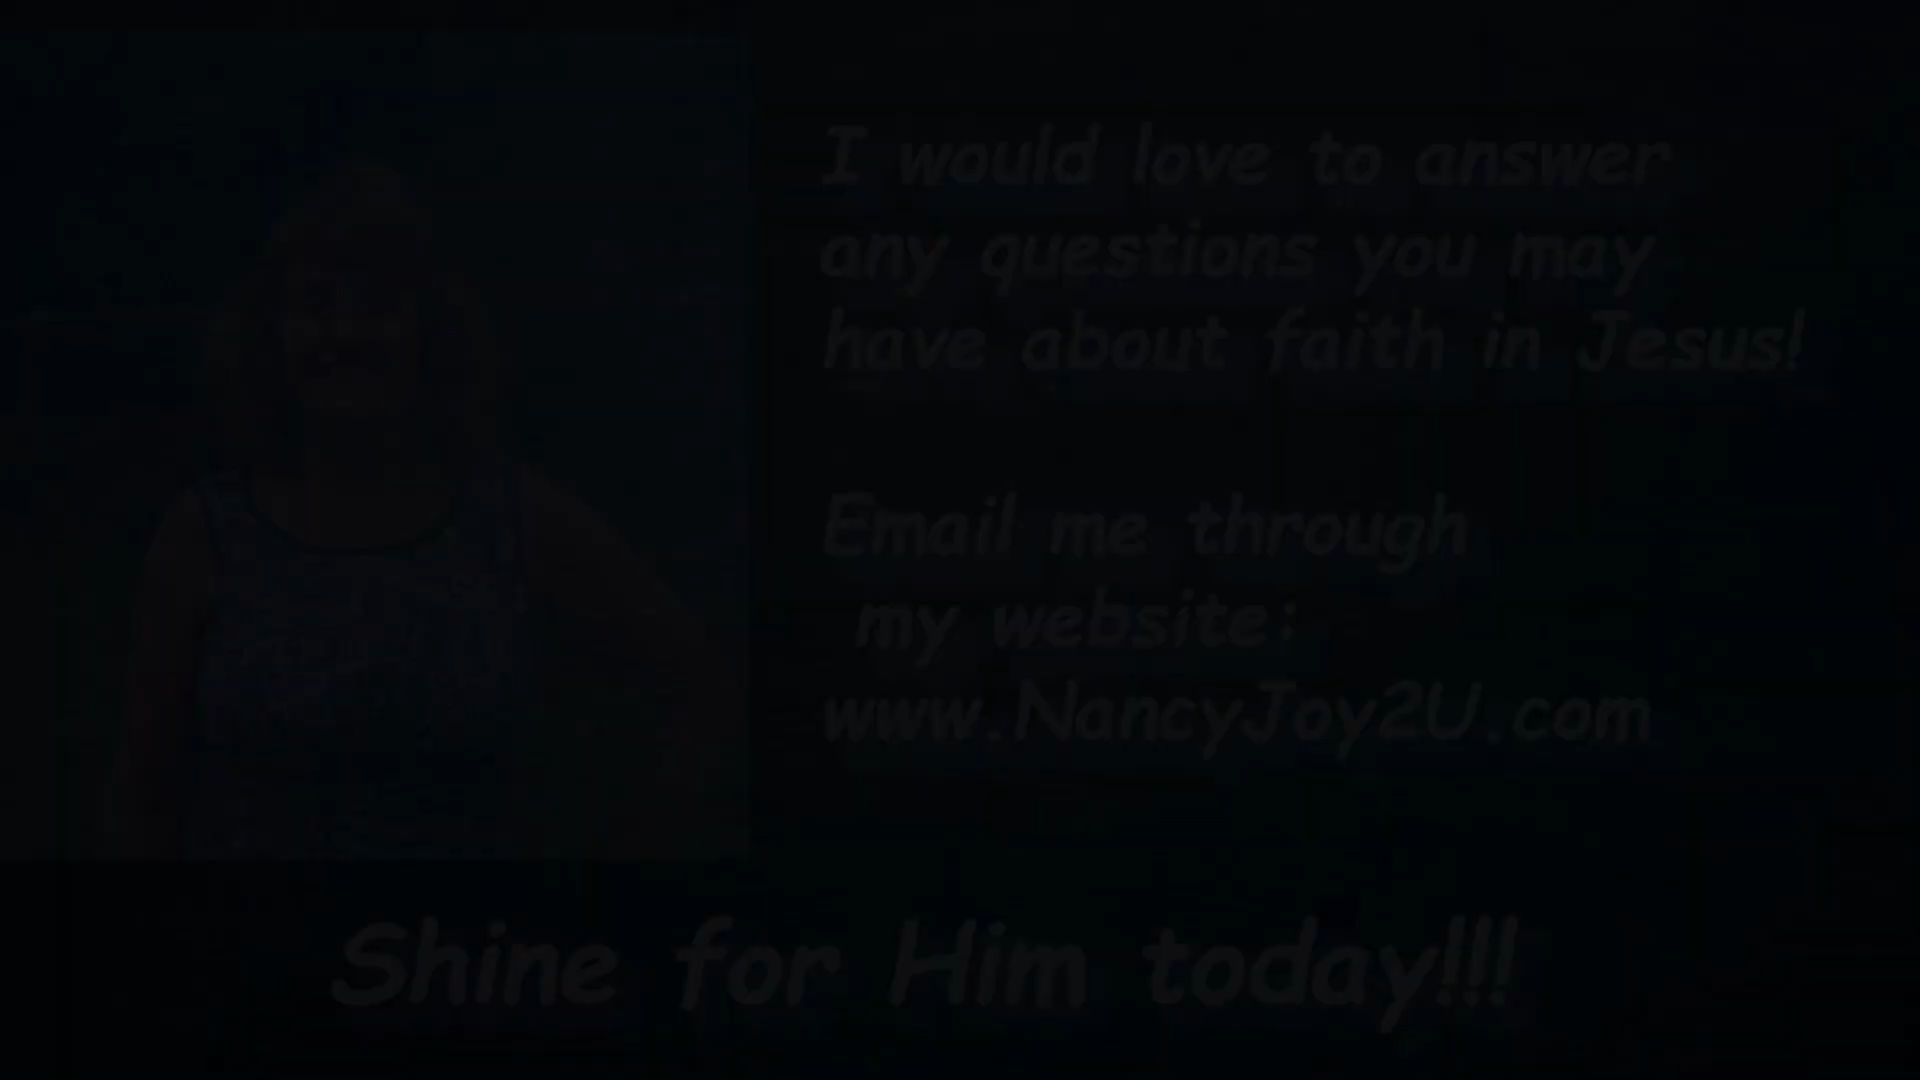 I would love to answer
any questions you may
have about faith in Jesus!
Email me through
my website:
www.NancyJoy2U.com
Shine for Him today!!!